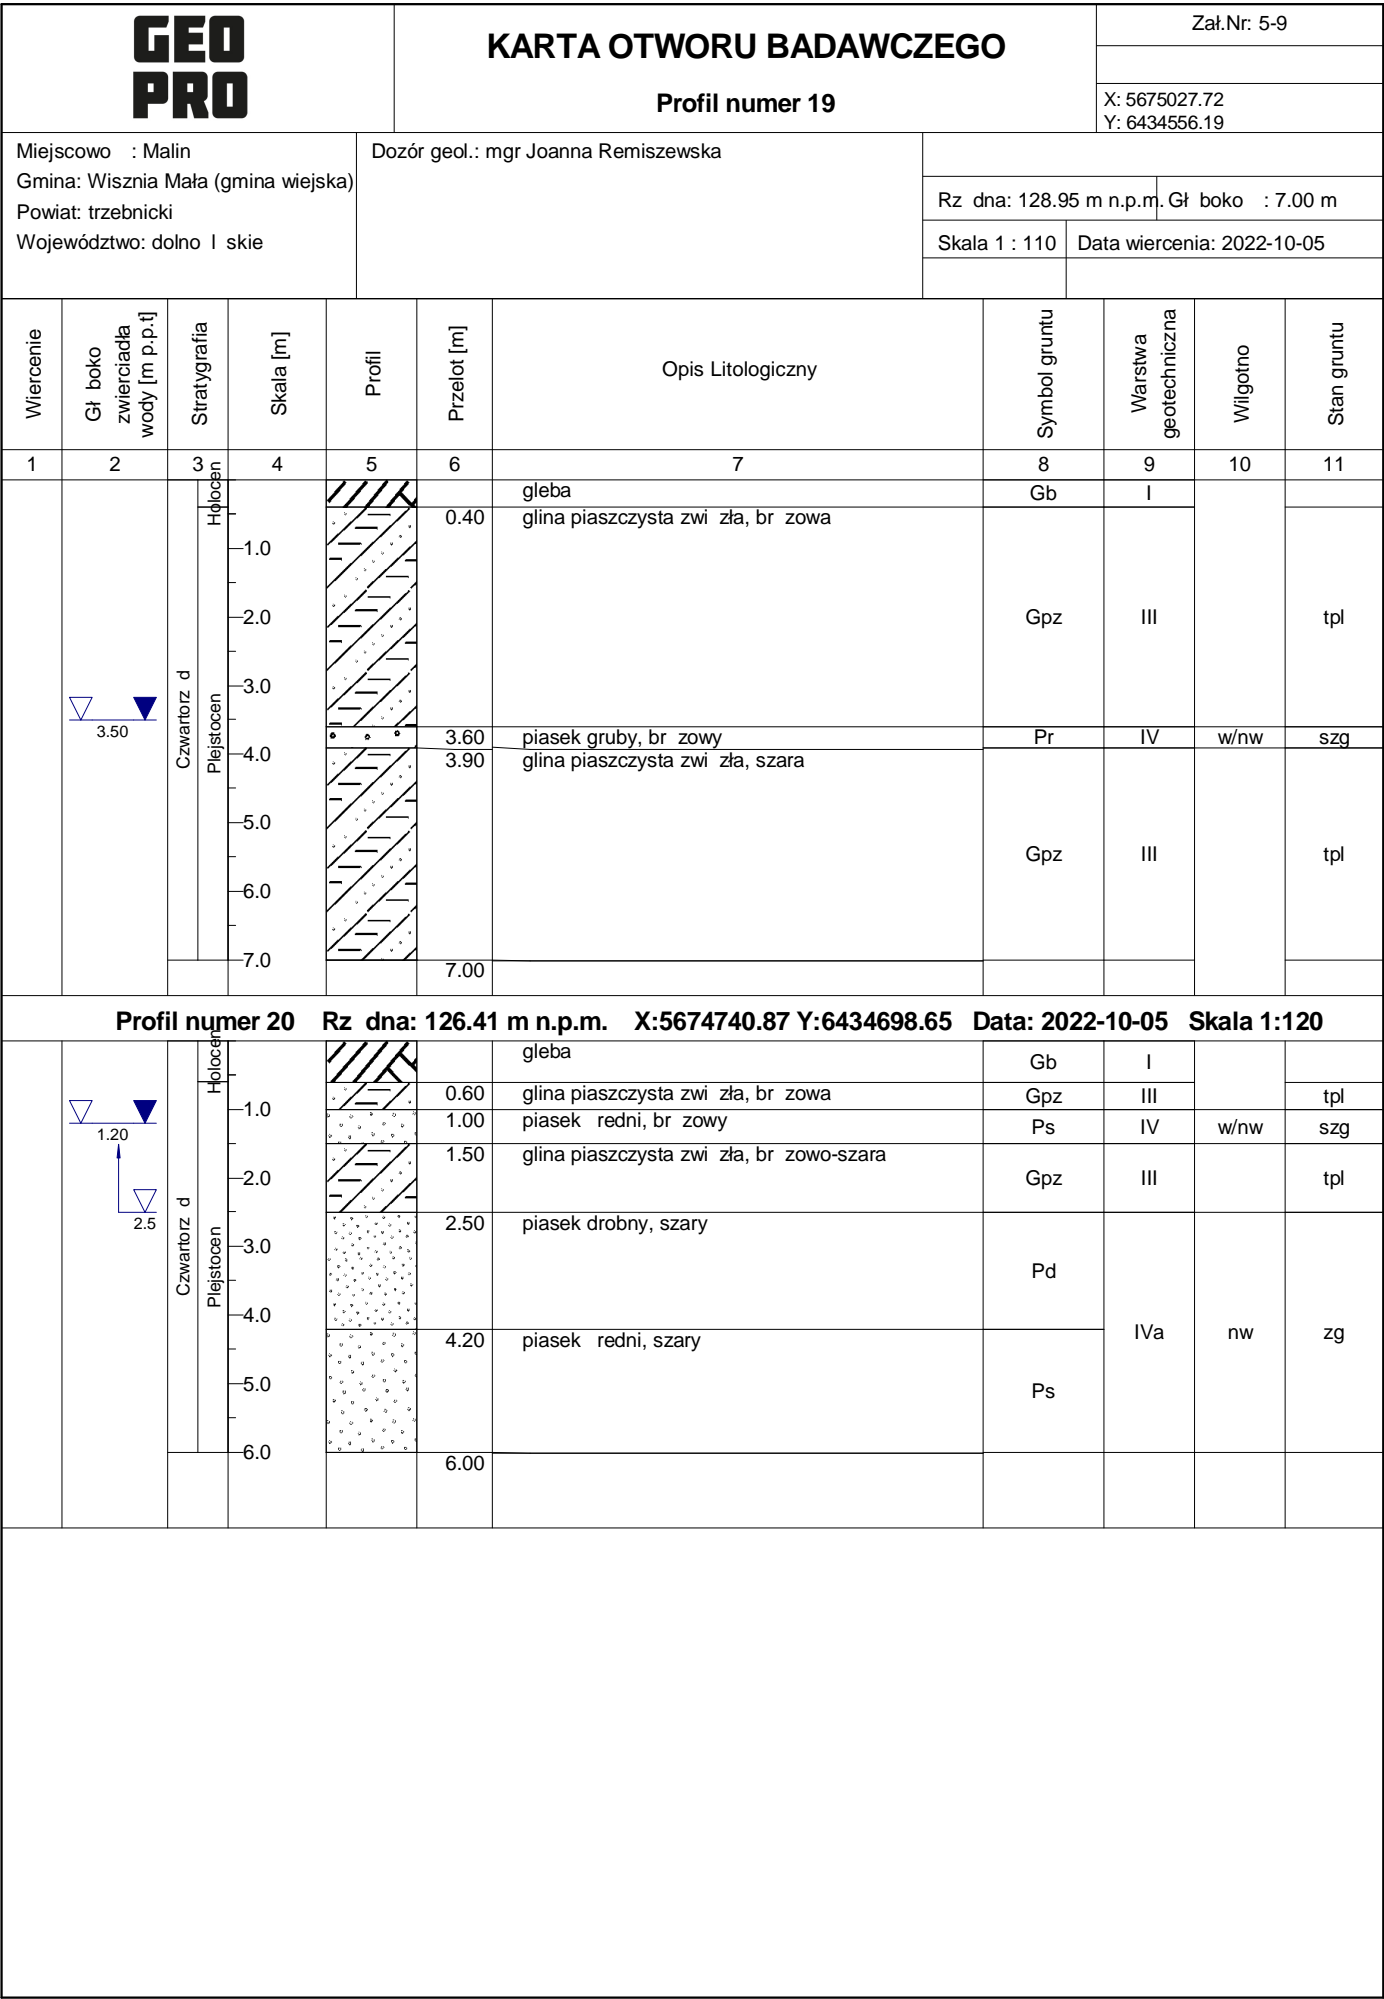 GEO
PRO
KARTA OTWORU BADAWCZEGO
Profil numer 19
Zał.Nr: 5-9
X: 5675027.72
Y: 6434556.19
Miejscowo : Malin
Gmina: Wisznia Mała (gmina wiejska)
Powiat: trzebnicki
Województwo: dolno l skie
Dozór geol.: mgr Joanna Remiszewska
Rz dna: 128.95 m n.p.m. Gł boko : 7.00 m
Skala 1 : 110 Data wiercenia: 2022-10-05
Wiercenie
Gł boko
zwierciadła
wody [m p.p.t]
Stratygrafia
Skala [m]
Profil
Przelot [m]
Opis Litologiczny
Symbol gruntu
Warstwa
geotechniczna
Wilgotno
Stan gruntu
1 2 3 4 5 6 7 8 9 10 11
Holocen
gleba Gb I
0.40 glina piaszczysta zwi zła, br zowa
1.0
2.0 Gpz III tpl
3.0
3.50
Czwartorz d
Plejstocen
3.60 piasek gruby, br zowy Pr IV w/nw szg
4.0
3.90 glina piaszczysta zwi zła, szara
5.0
Gpz III tpl
6.0
7.0
7.00
Profil numer 20 Rz dna: 126.41 m n.p.m. X:5674740.87 Y:6434698.65 Data: 2022-10-05 Skala 1:120
Holocen
gleba Gb I
0.60 glina piaszczysta zwi zła, br zowa Gpz III tpl
1.0
1.00 piasek redni, br zowy Ps IV w/nw szg
1.20
1.50 glina piaszczysta zwi zła, br zowo-szara
2.0 Gpz III tpl
2.5
2.50 piasek drobny, szary
Czwartorz d
Plejstocen
3.0
Pd
4.0
IVa nw zg
4.20 piasek redni, szary
5.0
Ps
6.0
6.00